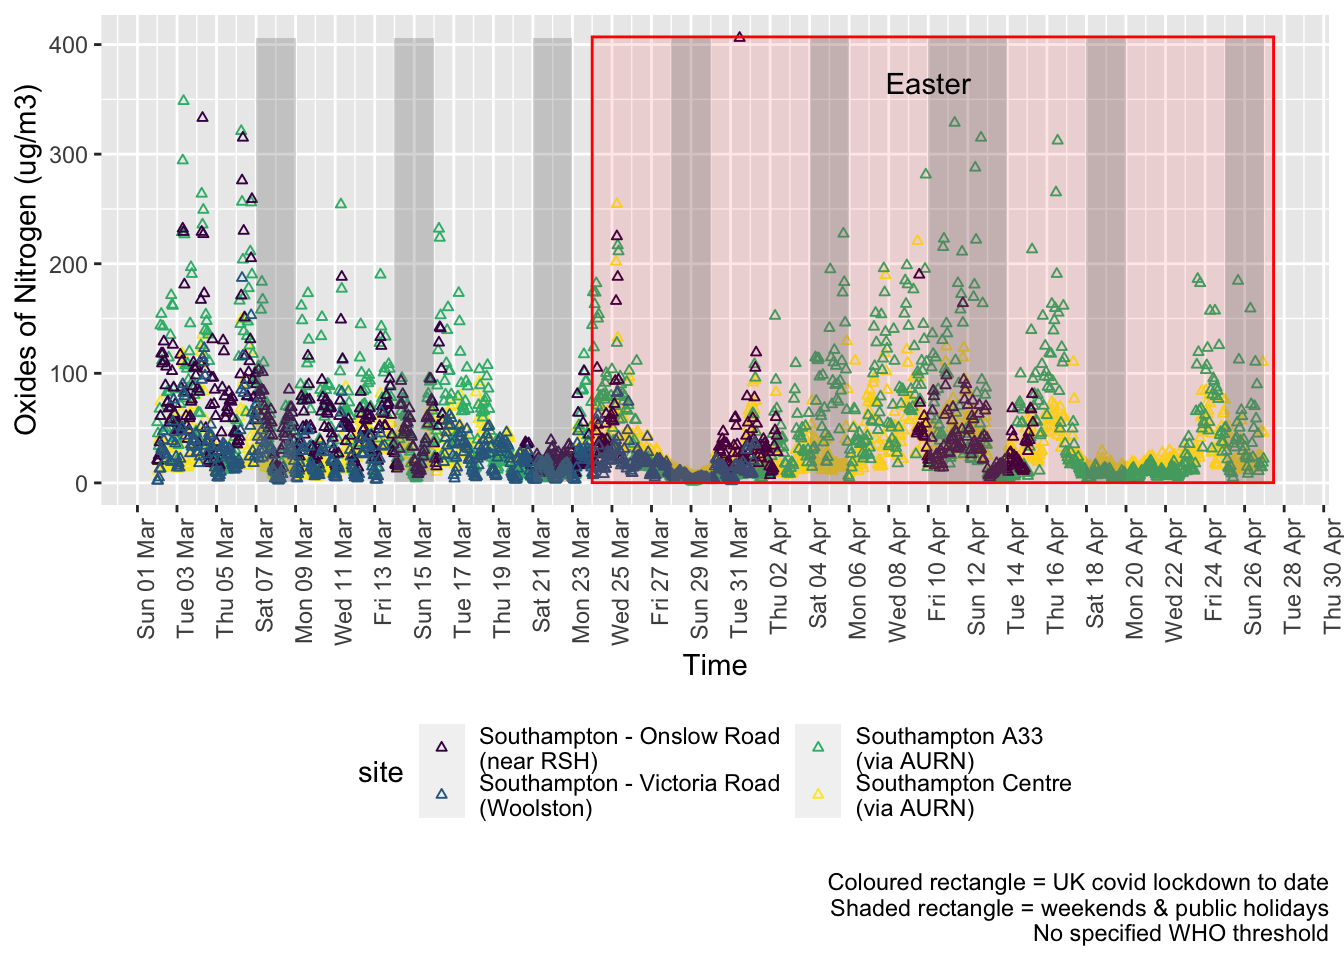 400
300
200
100
0
Oxides of Nitrogen (ug/m3)
Easter
Sun 01 Mar
Tue 03 Mar
Thu 05 Mar
Sat 07 Mar
Mon 09 Mar
Wed 11 Mar
Fri 13 Mar
Sun 15 Mar
Tue 17 Mar
Thu 19 Mar
Sat 21 Mar
Mon 23 Mar
Wed 25 Mar
Fri 27 Mar
Sun 29 Mar
Tue 31 Mar
Thu 02 Apr
Sat 04 Apr
Mon 06 Apr
Wed 08 Apr
Fri 10 Apr
Sun 12 Apr
Tue 14 Apr
Thu 16 Apr
Sat 18 Apr
Mon 20 Apr
Wed 22 Apr
Fri 24 Apr
Sun 26 Apr
Tue 28 Apr
Thu 30 Apr
Time
site
Southampton - Onslow Road
(near RSH)
Southampton - Victoria Road
(Woolston)
Southampton A33
(via AURN)
Southampton Centre
(via AURN)
Coloured rectangle = UK covid lockdown to date
Shaded rectangle = weekends & public holidays
No specified WHO threshold